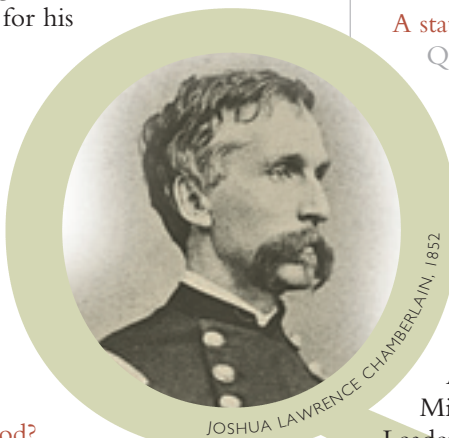 for his
A sta
Q
JOSHUA LAWRENCE CHAMBERLAIN, 1852
Mi
od?